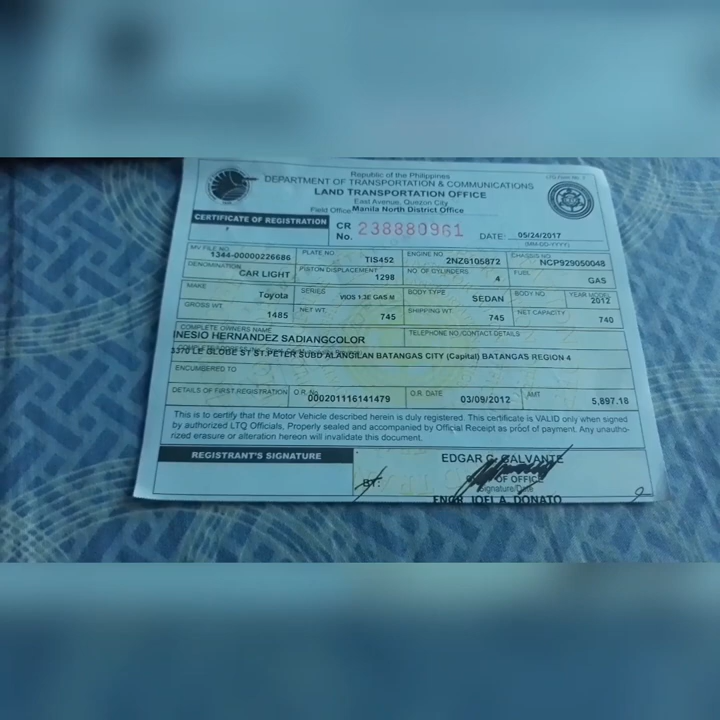 Republic of the Philippines
DEPARTMENT OF TRANSPORTATION & COMMUNICATIONS
LAND TRANSPORTATION OFFICE
East Avenue, Quezon City
Field Office Manila North District Office
CERTIFICATE OF REGISTRATION
CR No. 238880961
DATE: 05/24/2017
(MM-DD-YYYY)
MV FILE NO. 1344-00000226686
PLATE NO. TIS452
ENGINE NO. 2NZ6105872
CHASSIS NO. NCP929050048
DENOMINATION CAR LIGHT
PISTON DISPLACEMENT 1298
NO. OF CYLINDERS 4
FUEL GAS
MAKE Toyota
SERIES VIOS 1.3E GAS M
BODY TYPE SEDAN
BODY NO.
YEAR MODEL 2012
GROSS WT. 1485
NET WT. 745
SHIPPING WT. 745
NET CAPACITY 740
COMPLETE OWNERS NAME
INESIO HERNANDEZ SADIANGCOLOR
TELEPHONE NO./CONTACT DETAILS
COMPLETE ADDRESS
5370 LE GLOBE ST ST.PETER SUBD ALANGILAN BATANGAS CITY (Capital) BATANGAS REGION 4
ENCUMBERED TO
DETAILS OF FIRST REGISTRATION
O.R. No. 000201116141479
O.R. DATE 03/09/2012
AMT 5,897.18
This is to certify that the Motor Vehicle described herein is duly registered. This certificate is VALID only when signed
by authorized LTO Officials, Properly sealed and accompanied by Official Receipt as proof of payment. Any unautho-
rized erasure or alteration hereon will invalidate this document.
REGISTRANT'S SIGNATURE
EDGAR C. GALVANTE
OF OFFICE
BY:
Signature/Date
ENGR. JOEL A. DONATO